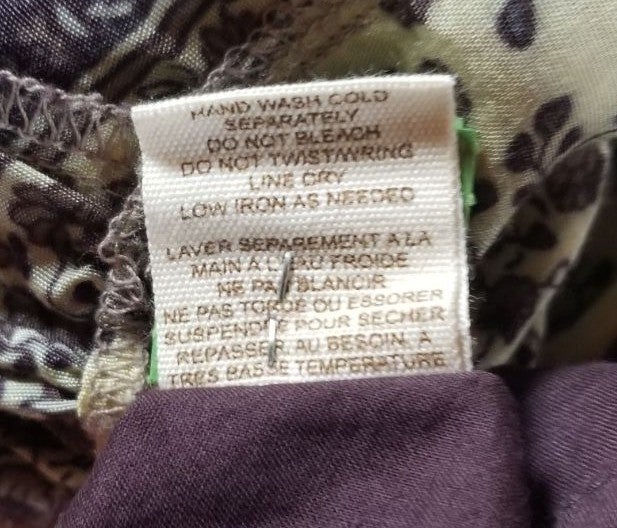 HAND WASH COLD
SEPARATELY
DO NOT BLEACH
DO NOT TWIST/WRING
LINE DRY
LOW IRON AS NEEDED
LAVER SEPAREMENT A LA
MAIN A L'EAU FROIDE
NE PAS BLANCIR
NE PAS TORDRE OU ESSORER
SUSPENDRE POUR SECHER
REPASSER AU BESOIN, A
TRES BASSE TEMPERATURE